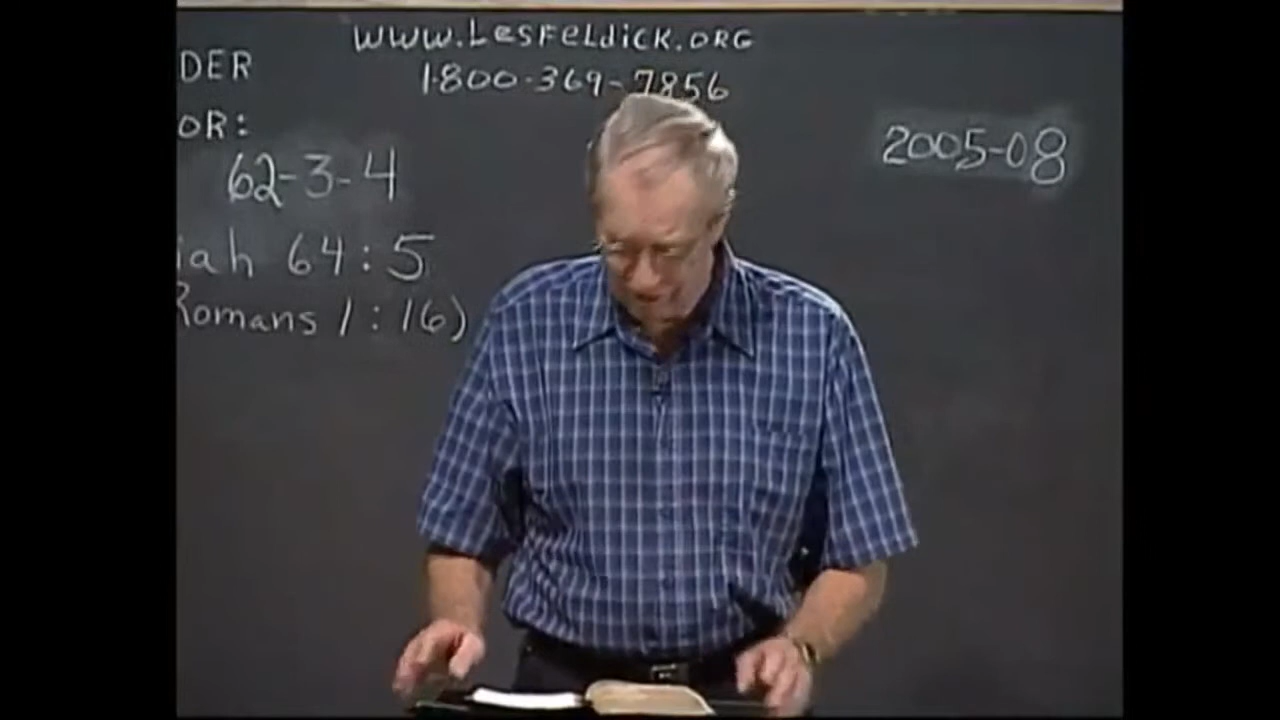 www.LesFeldick.ORG
1-800-369-7856
DER
OR:
62-3-4
iah 64:5
Romans 1:16)
2005-08